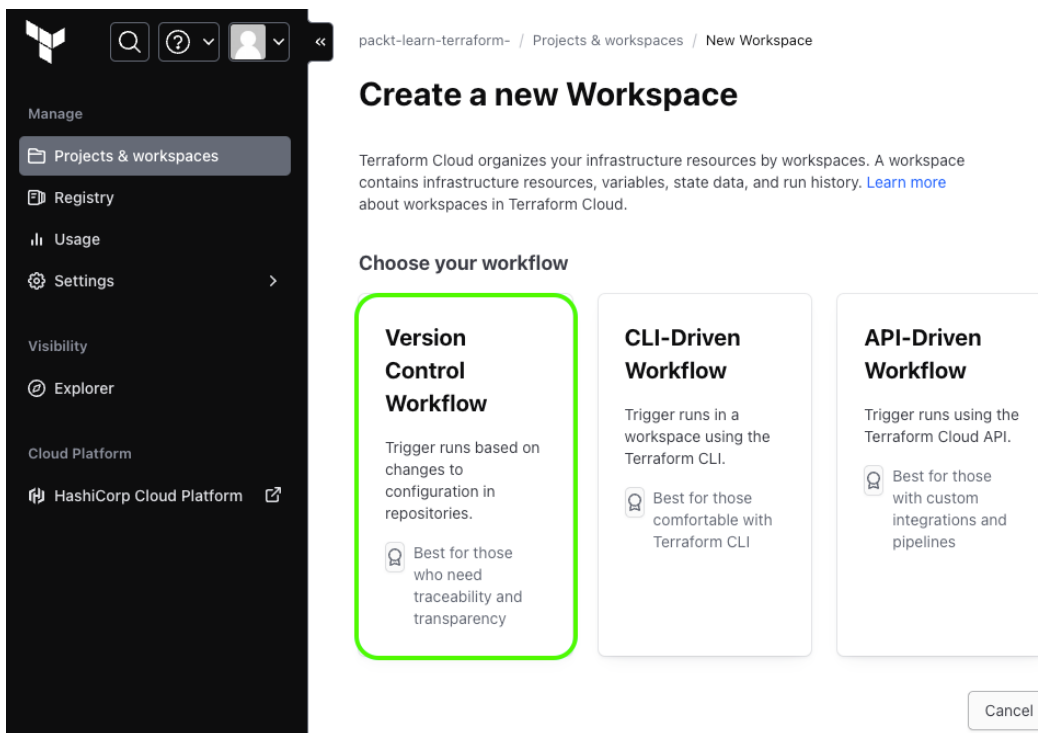 packt-learn-terraform- / Projects & workspaces / New Workspace
Manage
Projects & workspaces
Registry
Usage
Settings
Visibility
Explorer
Cloud Platform
HashiCorp Cloud Platform
Create a new Workspace
Terraform Cloud organizes your infrastructure resources by workspaces. A workspace
contains infrastructure resources, variables, state data, and run history. Learn more
about workspaces in Terraform Cloud.
Choose your workflow
Version
Control
Workflow
Trigger runs based on
changes to
configuration in
repositories.
Best for those
who need
traceability and
transparency
CLI-Driven
Workflow
Trigger runs in a
workspace using the
Terraform CLI.
Best for those
comfortable with
Terraform CLI
API-Driven
Workflow
Trigger runs using the
Terraform Cloud API.
Best for those
with custom
integrations and
pipelines
Cancel